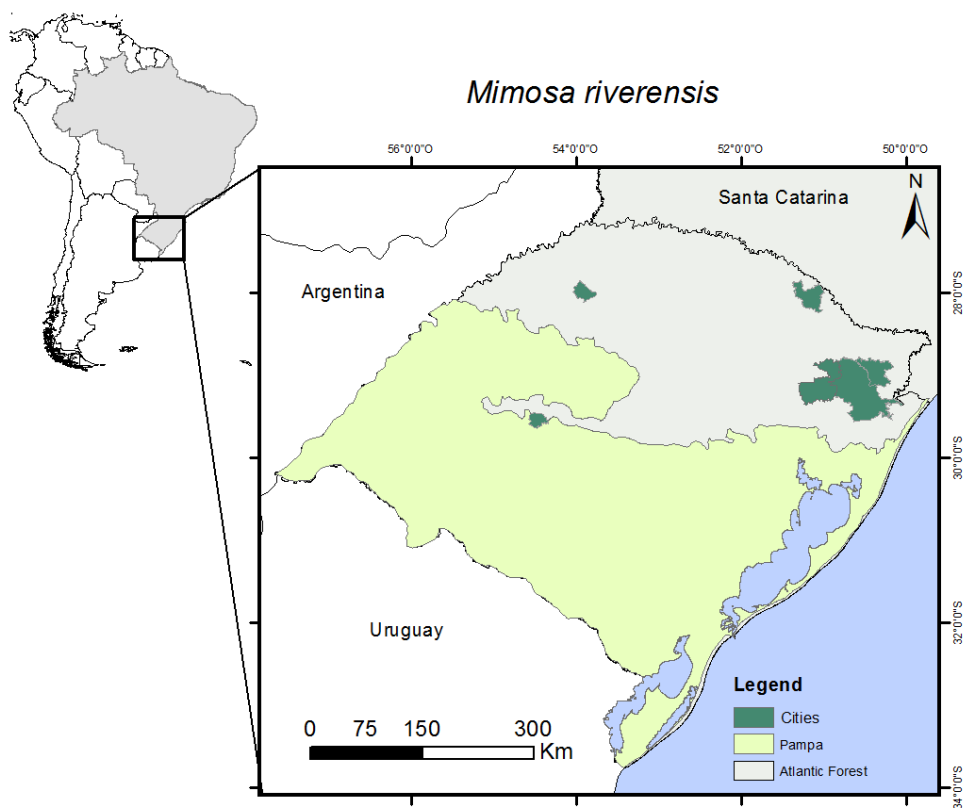 Mimosa riverensis
56°0'0"O
54°0'0"O
52°0'0"O
50°0'0"O
Santa Catarina
N
Argentina
28°0'0"S
30°0'0"S
Uruguay
32°0'0"S
Legend
Cities
Pampa
Atlantic Forest
0 75 150 300
Km
34°0'0"S